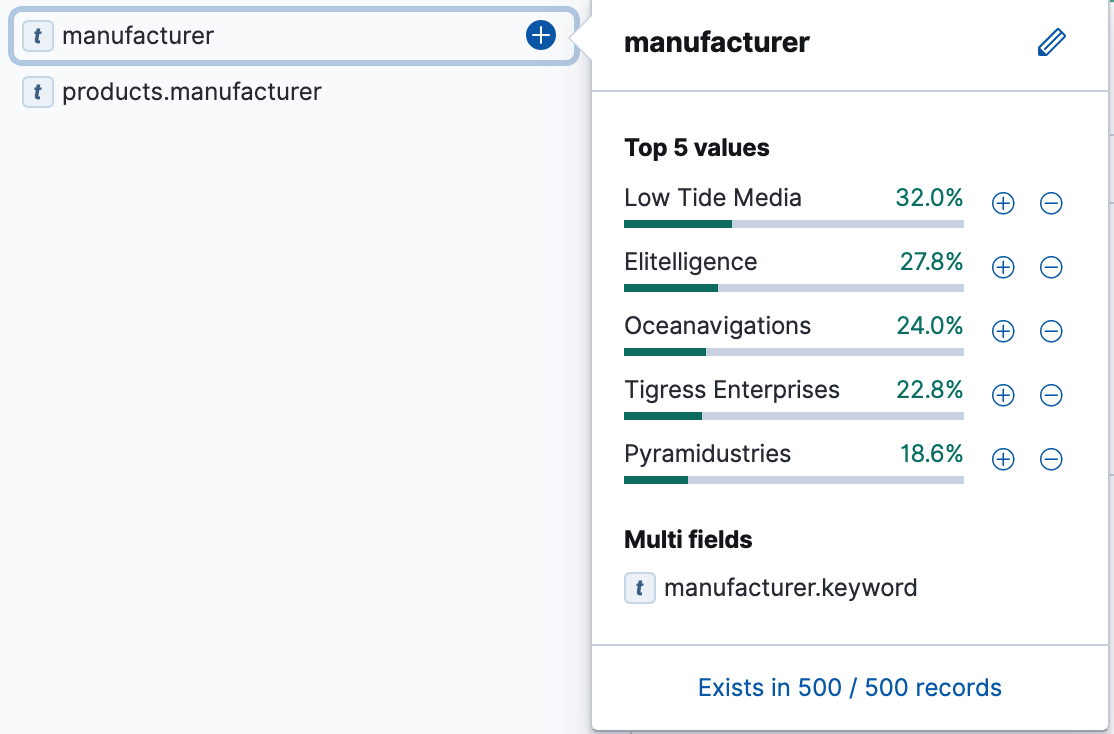 t manufacturer
t products.manufacturer
manufacturer
Top 5 values
Low Tide Media 32.0%
Elitelligence 27.8%
Oceanavigations 24.0%
Tigress Enterprises 22.8%
Pyramidustries 18.6%
Multi fields
t manufacturer.keyword
Exists in 500 / 500 records